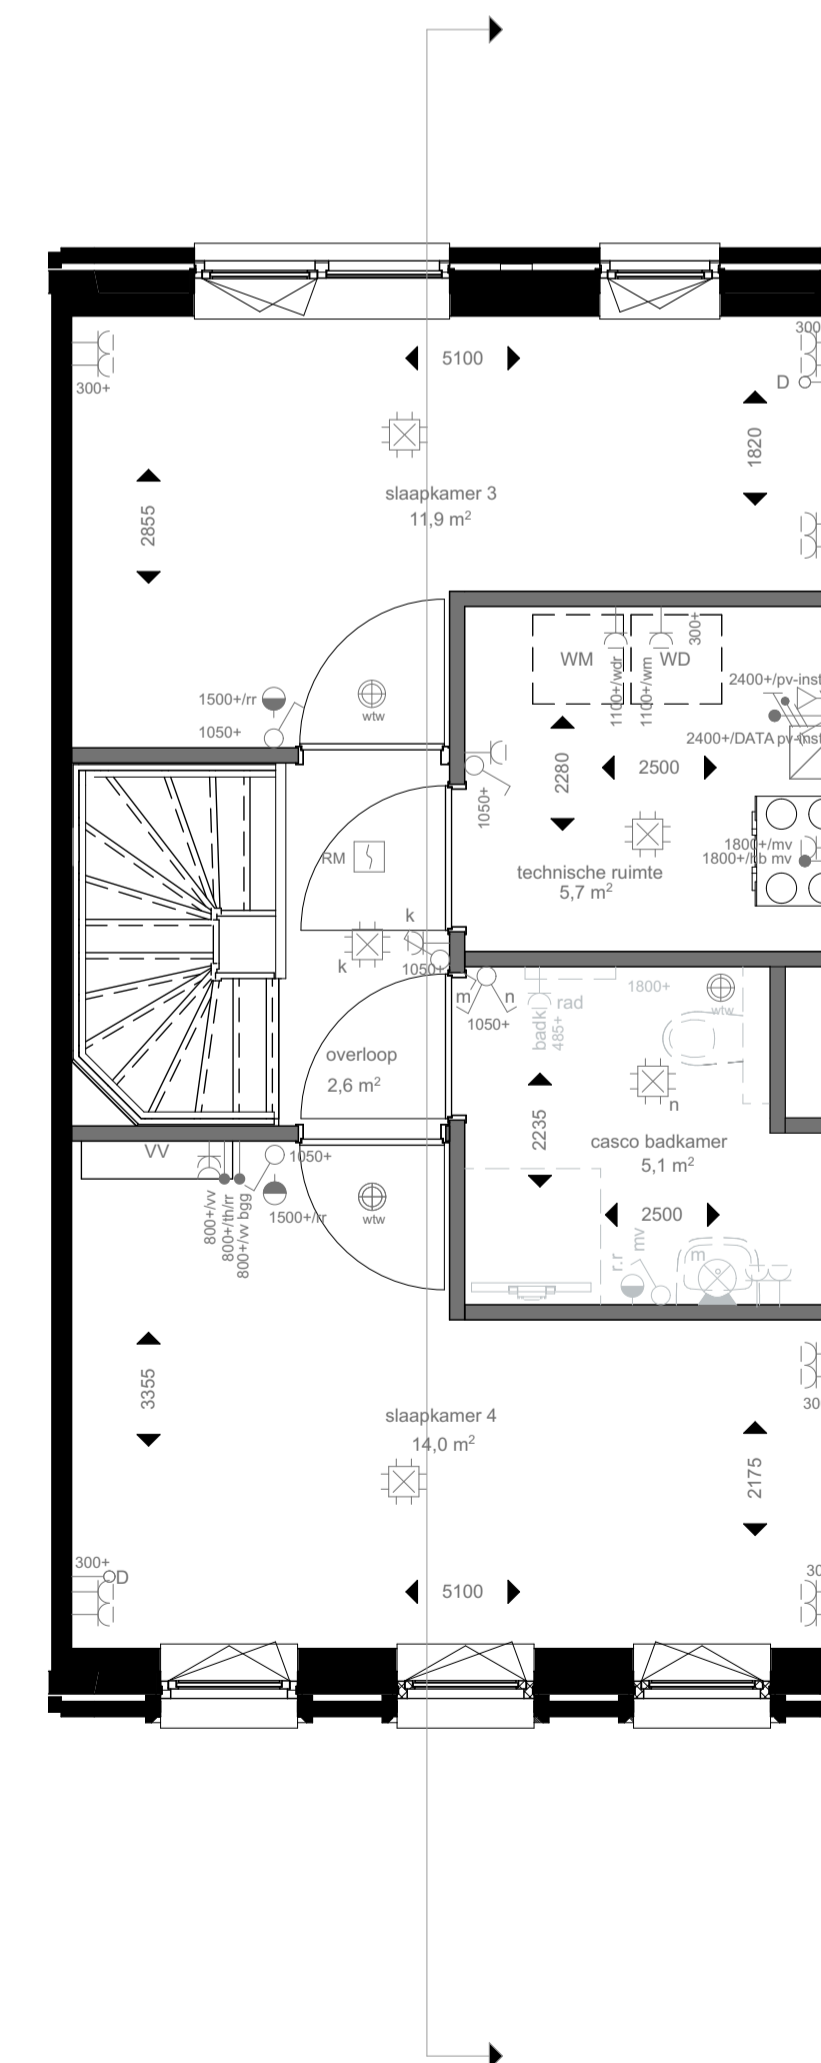 5100
300
300+
D
1820
2855
slaapkamer 3
11,9 m²
1500+/rr
1050+
wtw
WM
WD
300+
1100+/wdr
1100+/wm
2400+/pv-inst
2400+/DATA pv-inst
2280
2500
1050+
RM
1800+/mv
1800+/hb mv
technische ruimte
5,7 m²
k
k
1050+
m
n
1050+
rad
badk
485+
1800+
wtw
overloop
2,6 m²
n
2235
casco badkamer
5,1 m²
VV
1050+
1500+/rr
wtw
800+/vv
800+/th/rr
800+/vv bgg
2500
r.r
mv
m
3355
30
slaapkamer 4
14,0 m²
2175
300+
D
30
5100